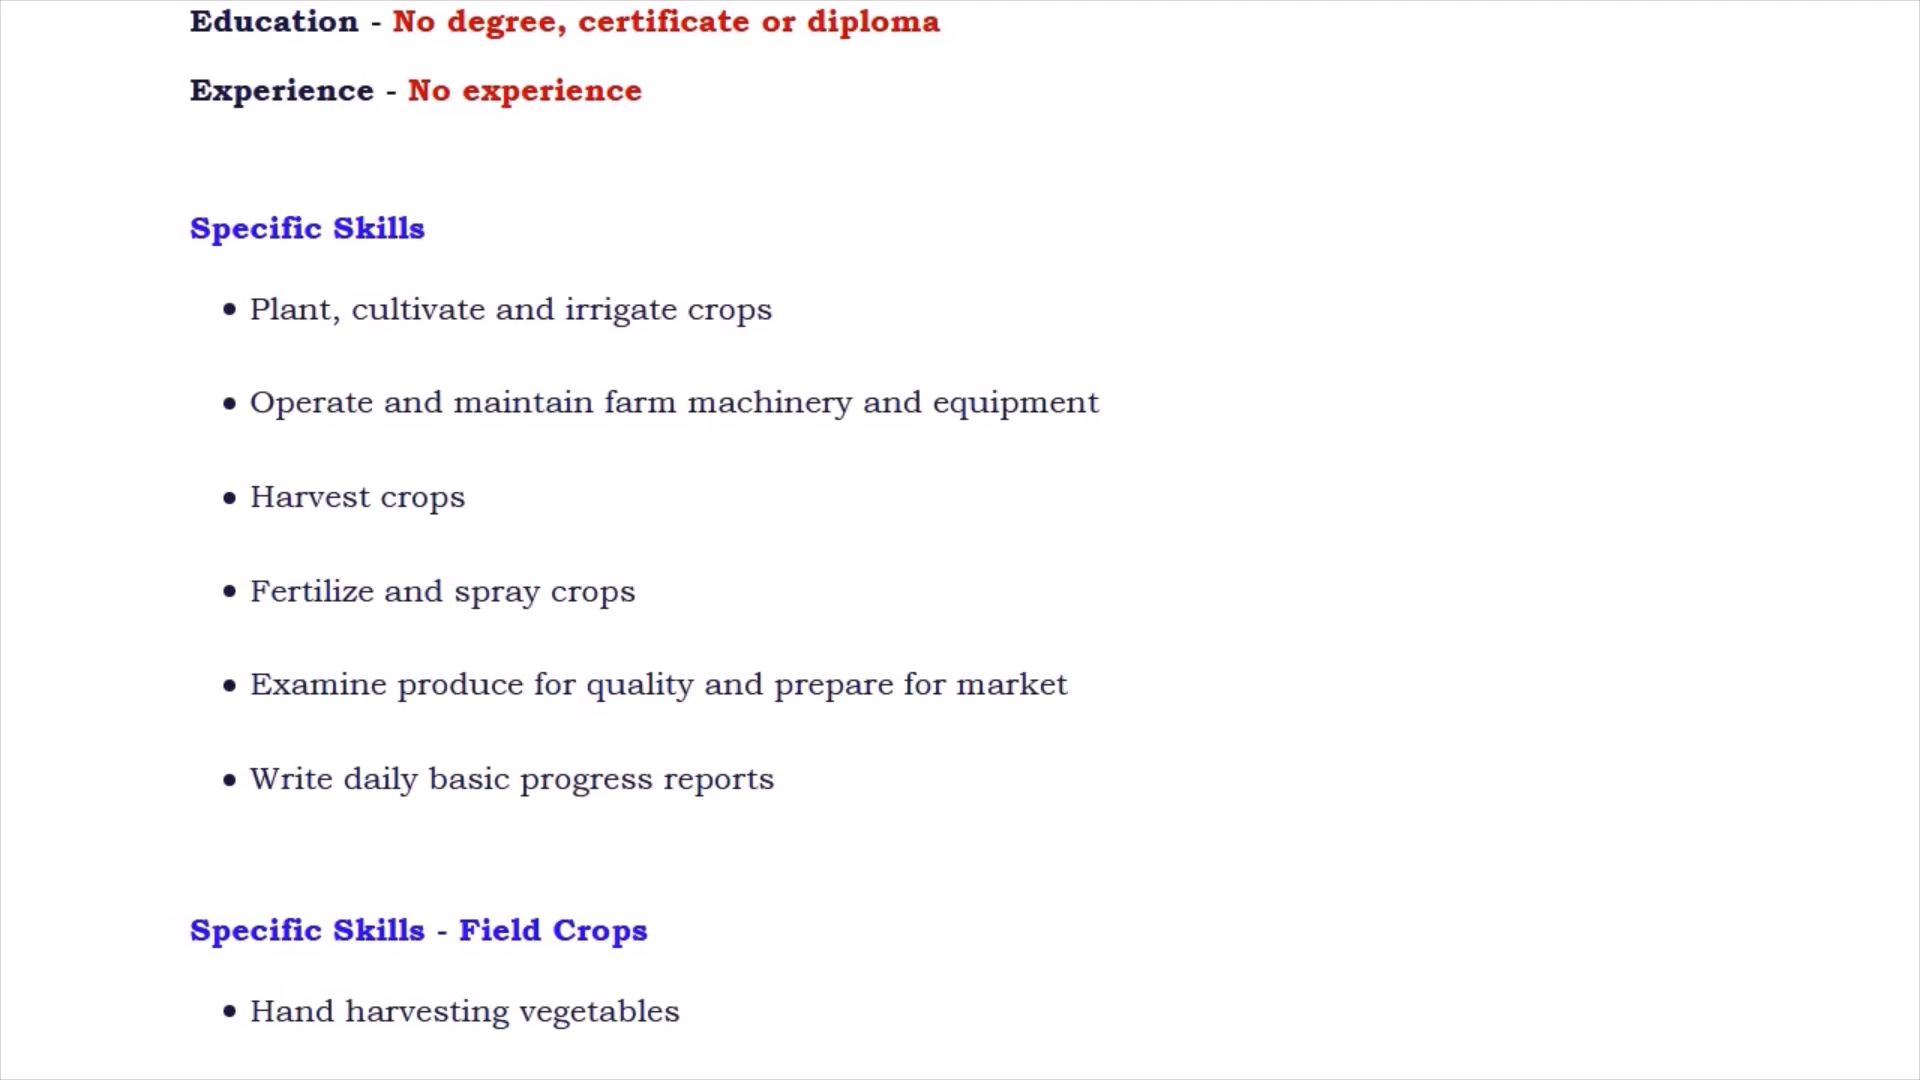 Education - No degree, certificate or diploma
Experience - No experience
Specific Skills
• Plant, cultivate and irrigate crops
• Operate and maintain farm machinery and equipment
• Harvest crops
• Fertilize and spray crops
• Examine produce for quality and prepare for market
• Write daily basic progress reports
Specific Skills - Field Crops
• Hand harvesting vegetables